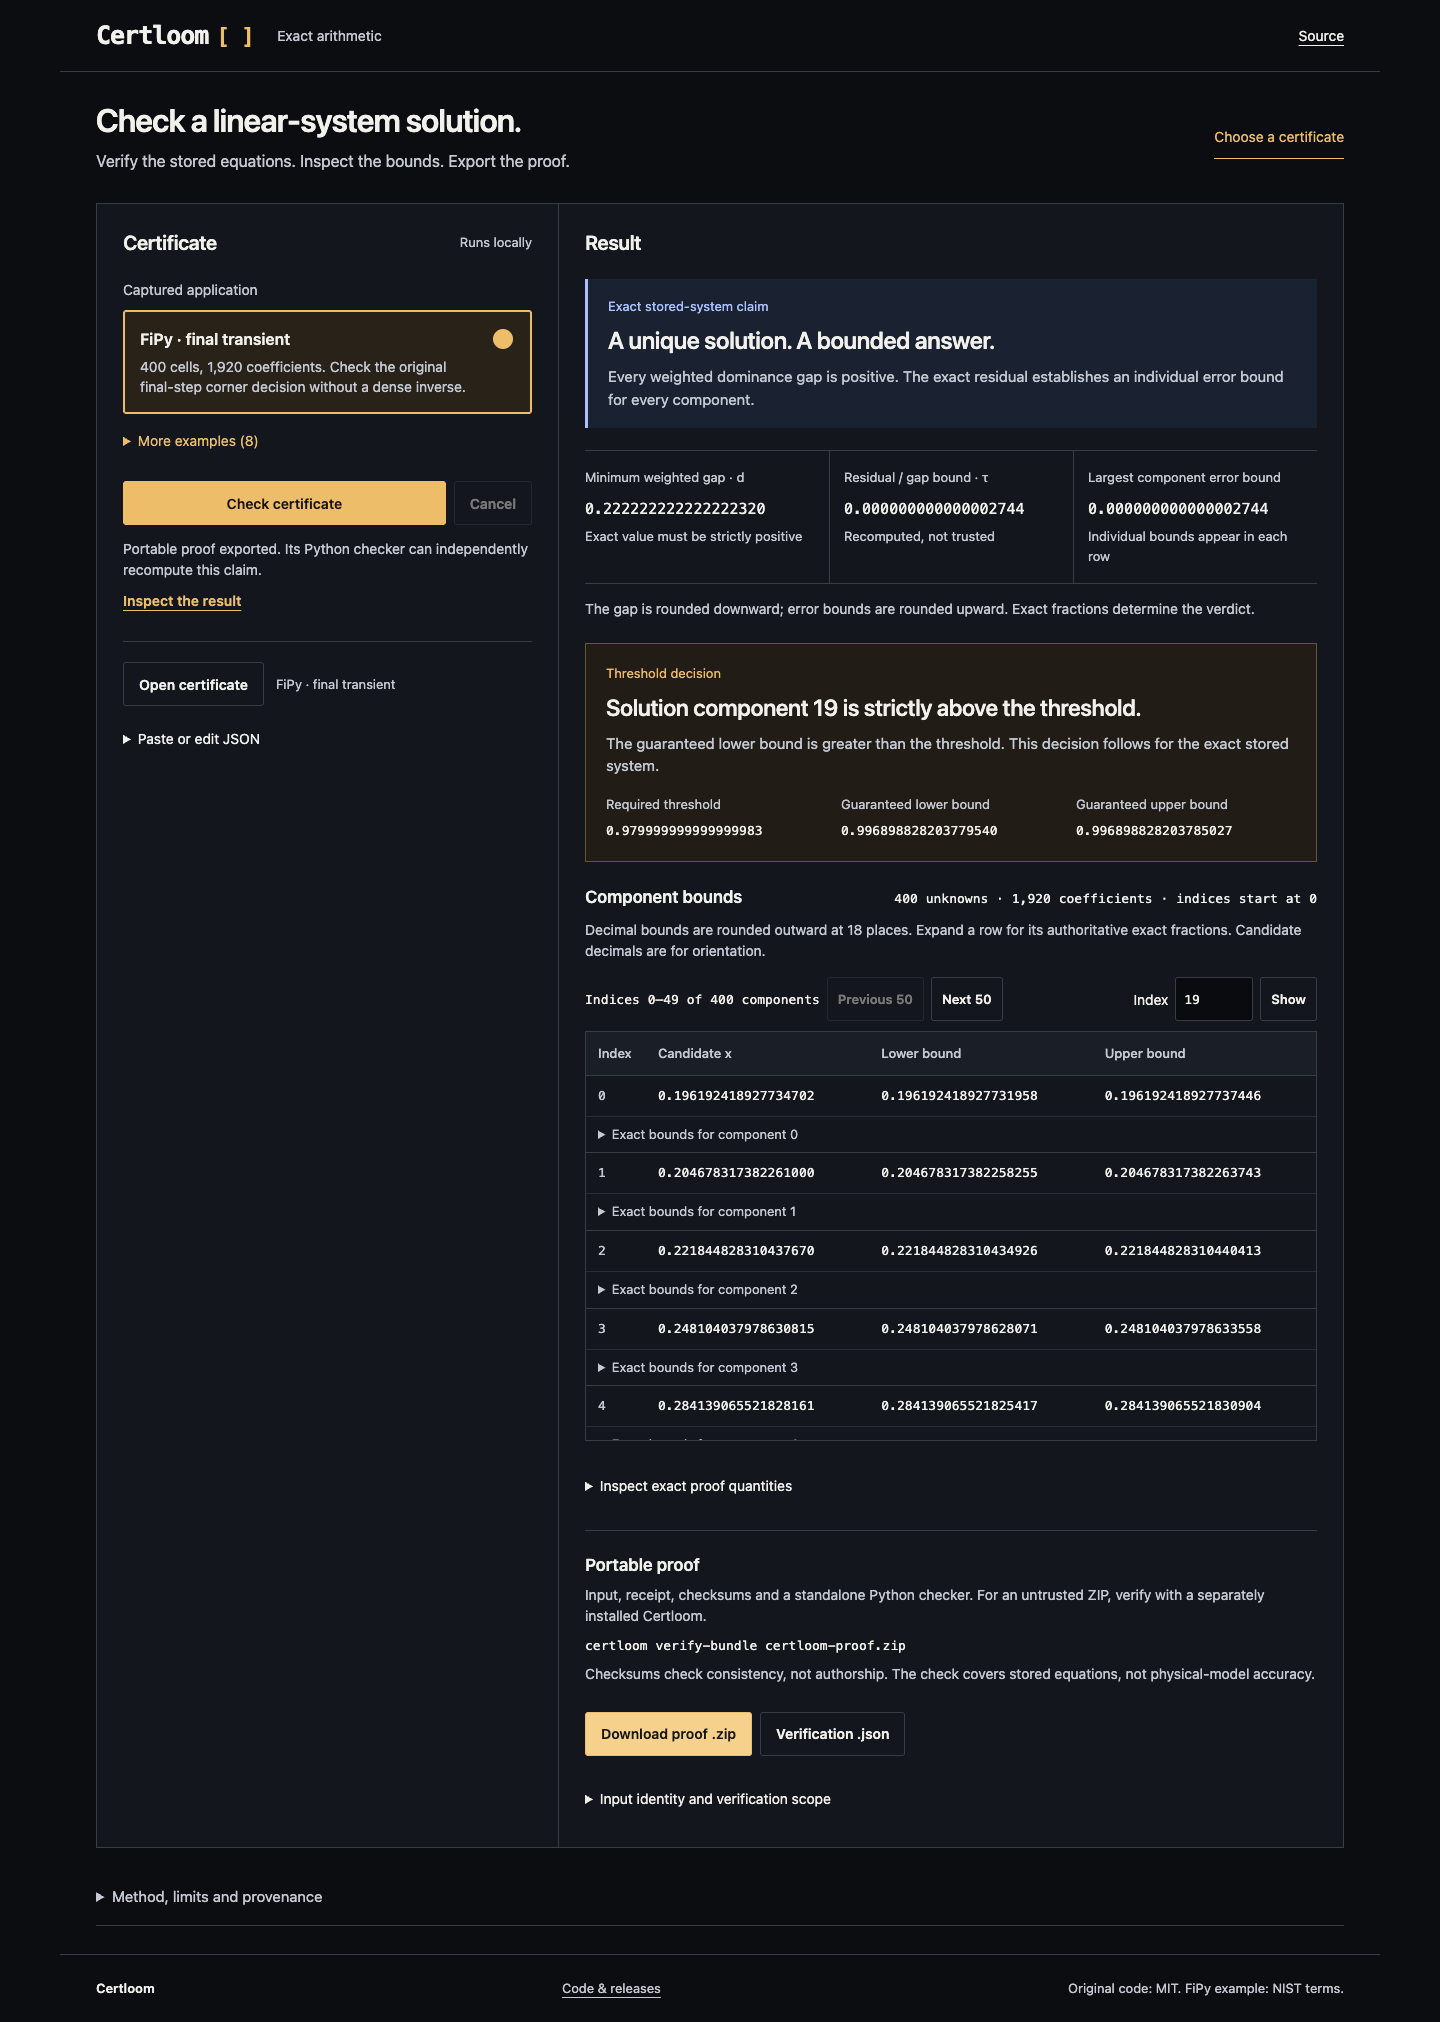 Certloom [ ]
Exact arithmetic
Source
Check a linear-system solution.
Verify the stored equations. Inspect the bounds. Export the proof.
Choose a certificate
Certificate
Runs locally
Captured application
FiPy · final transient
400 cells, 1,920 coefficients. Check the original
final-step corner decision without a dense inverse.
More examples (8)
Check certificate
Cancel
Portable proof exported. Its Python checker can independently
recompute this claim.
Inspect the result
Open certificate
FiPy · final transient
Paste or edit JSON
Result
Exact stored-system claim
A unique solution. A bounded answer.
Every weighted dominance gap is positive. The exact residual establishes an individual error bound
for every component.
Minimum weighted gap · d
0.222222222222222320
Exact value must be strictly positive
Residual / gap bound · τ
0.000000000000002744
Recomputed, not trusted
Largest component error bound
0.000000000000002744
Individual bounds appear in each
row
The gap is rounded downward; error bounds are rounded upward. Exact fractions determine the verdict.
Threshold decision
Solution component 19 is strictly above the threshold.
The guaranteed lower bound is greater than the threshold. This decision follows for the exact stored
system.
Required threshold
0.979999999999999983
Guaranteed lower bound
0.996898828203779540
Guaranteed upper bound
0.996898828203785027
Component bounds
400 unknowns · 1,920 coefficients · indices start at 0
Decimal bounds are rounded outward at 18 places. Expand a row for its authoritative exact fractions. Candidate
decimals are for orientation.
Indices 0–49 of 400 components
Previous 50
Next 50
Index
19
Show
Index Candidate x Lower bound Upper bound
0 0.196192418927734702 0.196192418927731958 0.196192418927737446
Exact bounds for component 0
1 0.204678317382261000 0.204678317382258255 0.204678317382263743
Exact bounds for component 1
2 0.221844828310437670 0.221844828310434926 0.221844828310440413
Exact bounds for component 2
3 0.248104037978630815 0.248104037978628071 0.248104037978633558
Exact bounds for component 3
4 0.284139065521828161 0.284139065521825417 0.284139065521830904
Inspect exact proof quantities
Portable proof
Input, receipt, checksums and a standalone Python checker. For an untrusted ZIP, verify with a separately
installed Certloom.
certloom verify-bundle certloom-proof.zip
Checksums check consistency, not authorship. The check covers stored equations, not physical-model accuracy.
Download proof .zip
Verification .json
Input identity and verification scope
Method, limits and provenance
Certloom
Code & releases
Original code: MIT. FiPy example: NIST terms.